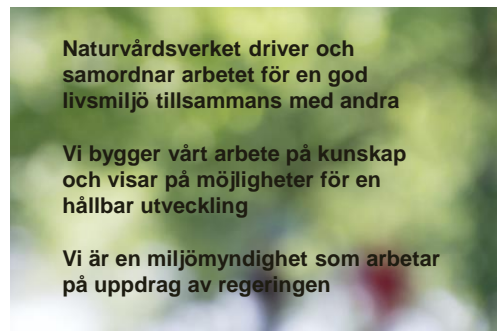 Naturvårdsverket driver och
samordnar arbetet för en god
livsmiljö tillsammans med andra
Vi bygger vårt arbete på kunskap
och visar på möjligheter för en
hållbar utveckling
Vi är en miljömyndighet som arbetar
på uppdrag av regeringen